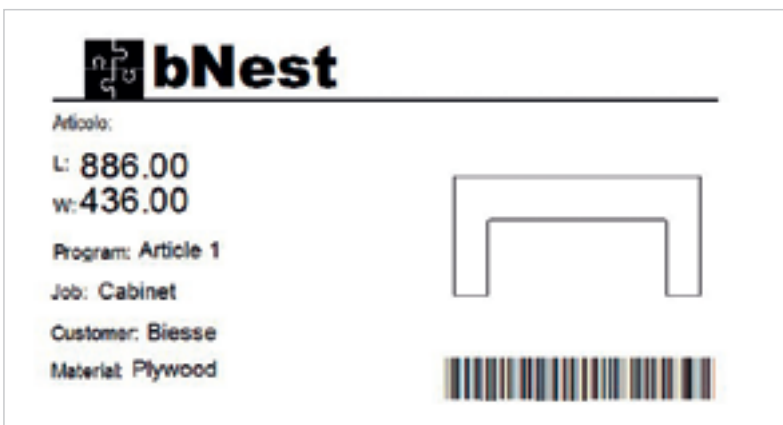 bNest
Articolo:
L: 886.00
W: 436.00
Program: Article 1
Job: Cabinet
Customer: Biesse
Material: Plywood